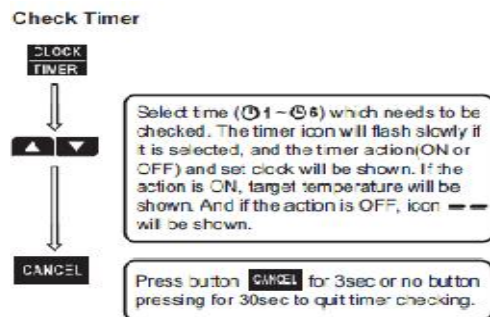 Check Timer
CLOCK
TIMER
Select time (🕒1 ~ 🕒6) which needs to be
checked. The timer icon will flash slowly if
it is selected, and the timer action(ON or
OFF) and set clock will be shown. If the
action is ON, target temperature will be
shown. And if the action is OFF, icon – –
will be shown.
CANCEL
Press button CANCEL for 3sec or no button
pressing for 30sec to quit timer checking.